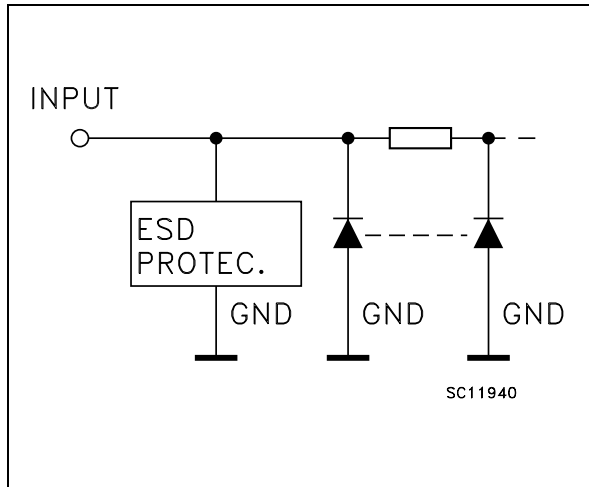 INPUT
ESD
PROTEC.
GND
GND
GND
SC11940